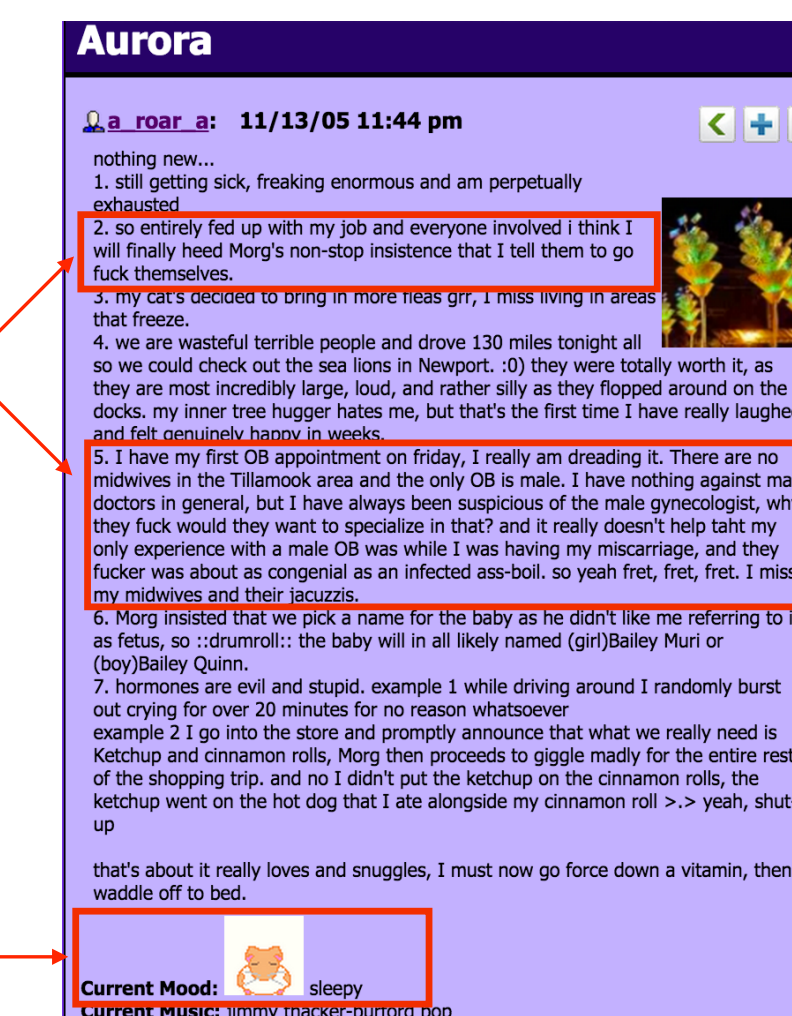 Aurora
a_roar_a: 11/13/05 11:44 pm
nothing new...
1. still getting sick, freaking enormous and am perpetually
exhausted
2. so entirely fed up with my job and everyone involved i think I
will finally heed Morg's non-stop insistence that I tell them to go
fuck themselves.
3. my cat's decided to bring in more fleas grr, I miss living in areas
that freeze.
4. we are wasteful terrible people and drove 130 miles tonight all
so we could check out the sea lions in Newport. :0) they were totally worth it, as
they are most incredibly large, loud, and rather silly as they flopped around on the
docks. my inner tree hugger hates me, but that's the first time I have really laughed
and felt genuinely happy in weeks.
5. I have my first OB appointment on friday, I really am dreading it. There are no
midwives in the Tillamook area and the only OB is male. I have nothing against ma
doctors in general, but I have always been suspicious of the male gynecologist, why
they fuck would they want to specialize in that? and it really doesn't help taht my
only experience with a male OB was while I was having my miscarriage, and they
fucker was about as congenial as an infected ass-boil. so yeah fret, fret, fret. I miss
my midwives and their jacuzzis.
6. Morg insisted that we pick a name for the baby as he didn't like me referring to i
as fetus, so ::drumroll:: the baby will in all likely named (girl)Bailey Muri or
(boy)Bailey Quinn.
7. hormones are evil and stupid. example 1 while driving around I randomly burst
out crying for over 20 minutes for no reason whatsoever
example 2 I go into the store and promptly announce that what we really need is
Ketchup and cinnamon rolls, Morg then proceeds to giggle madly for the entire rest
of the shopping trip. and no I didn't put the ketchup on the cinnamon rolls, the
ketchup went on the hot dog that I ate alongside my cinnamon roll >.> yeah, shut-
up
that's about it really loves and snuggles, I must now go force down a vitamin, then
waddle off to bed.
Current Mood: sleepy
Current Music: jimmy thacker-burford bop